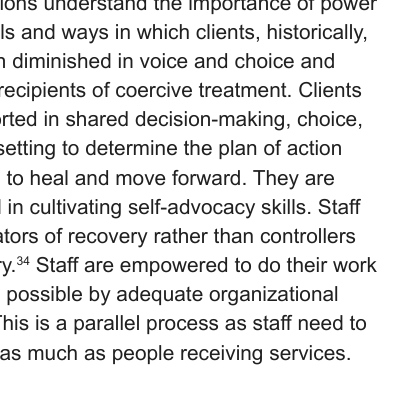 ions understand the importance of power
ls and ways in which clients, historically,
n diminished in voice and choice and
recipients of coercive treatment. Clients
orted in shared decision-making, choice,
setting to determine the plan of action
to heal and move forward. They are
in cultivating self-advocacy skills. Staff
ators of recovery rather than controllers
ry.³⁴ Staff are empowered to do their work
possible by adequate organizational
This is a parallel process as staff need to
as much as people receiving services.